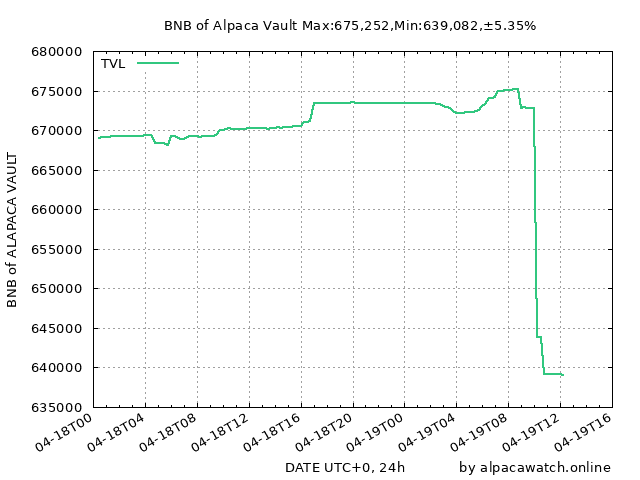 BNB of Alpaca Vault Max:675,252,Min:639,082,±5.35%
TVL
680000
675000
670000
665000
660000
655000
650000
645000
640000
635000
BNB of ALAPACA VAULT
04-18T00
04-18T04
04-18T08
04-18T12
04-18T16
04-18T20
04-19T00
04-19T04
04-19T08
04-19T12
04-19T16
DATE UTC+0, 24h
by alpacawatch.online